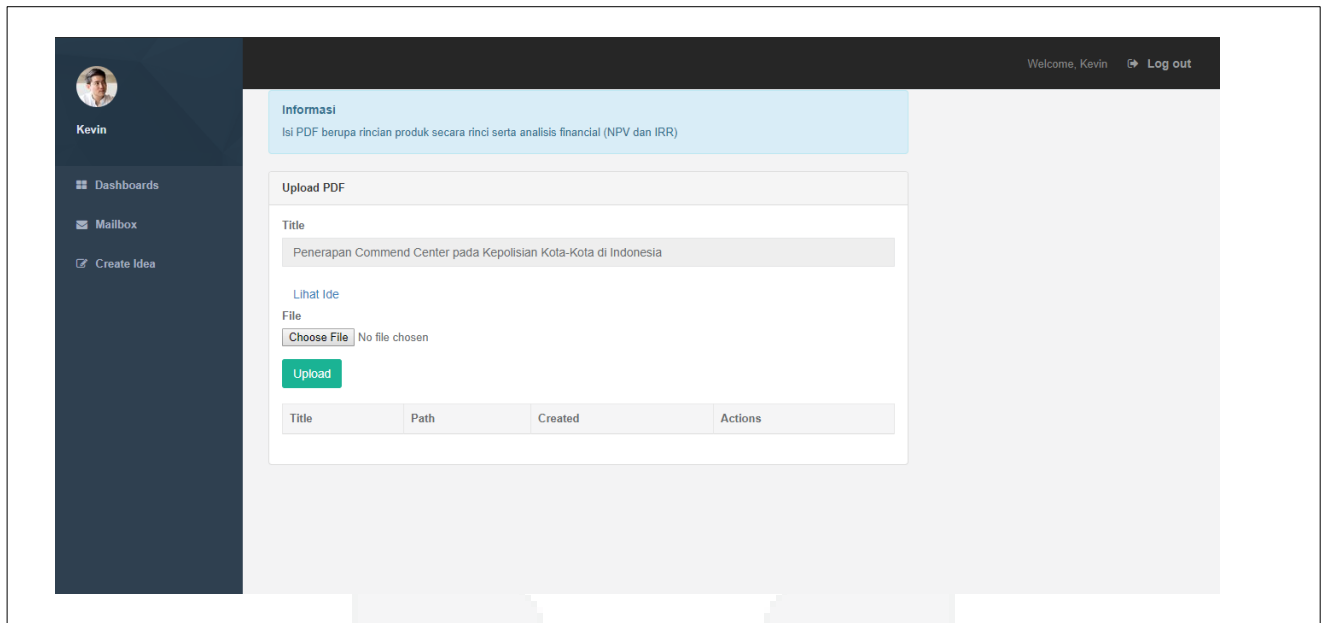 Welcome, Kevin Log out
Kevin
Dashboards
Mailbox
Create Idea
Informasi
Isi PDF berupa rincian produk secara rinci serta analisis financial (NPV dan IRR)
Upload PDF
Title
Penerapan Commend Center pada Kepolisian Kota-Kota di Indonesia
Lihat Ide
File
Choose File No file chosen
Upload
Title Path Created Actions